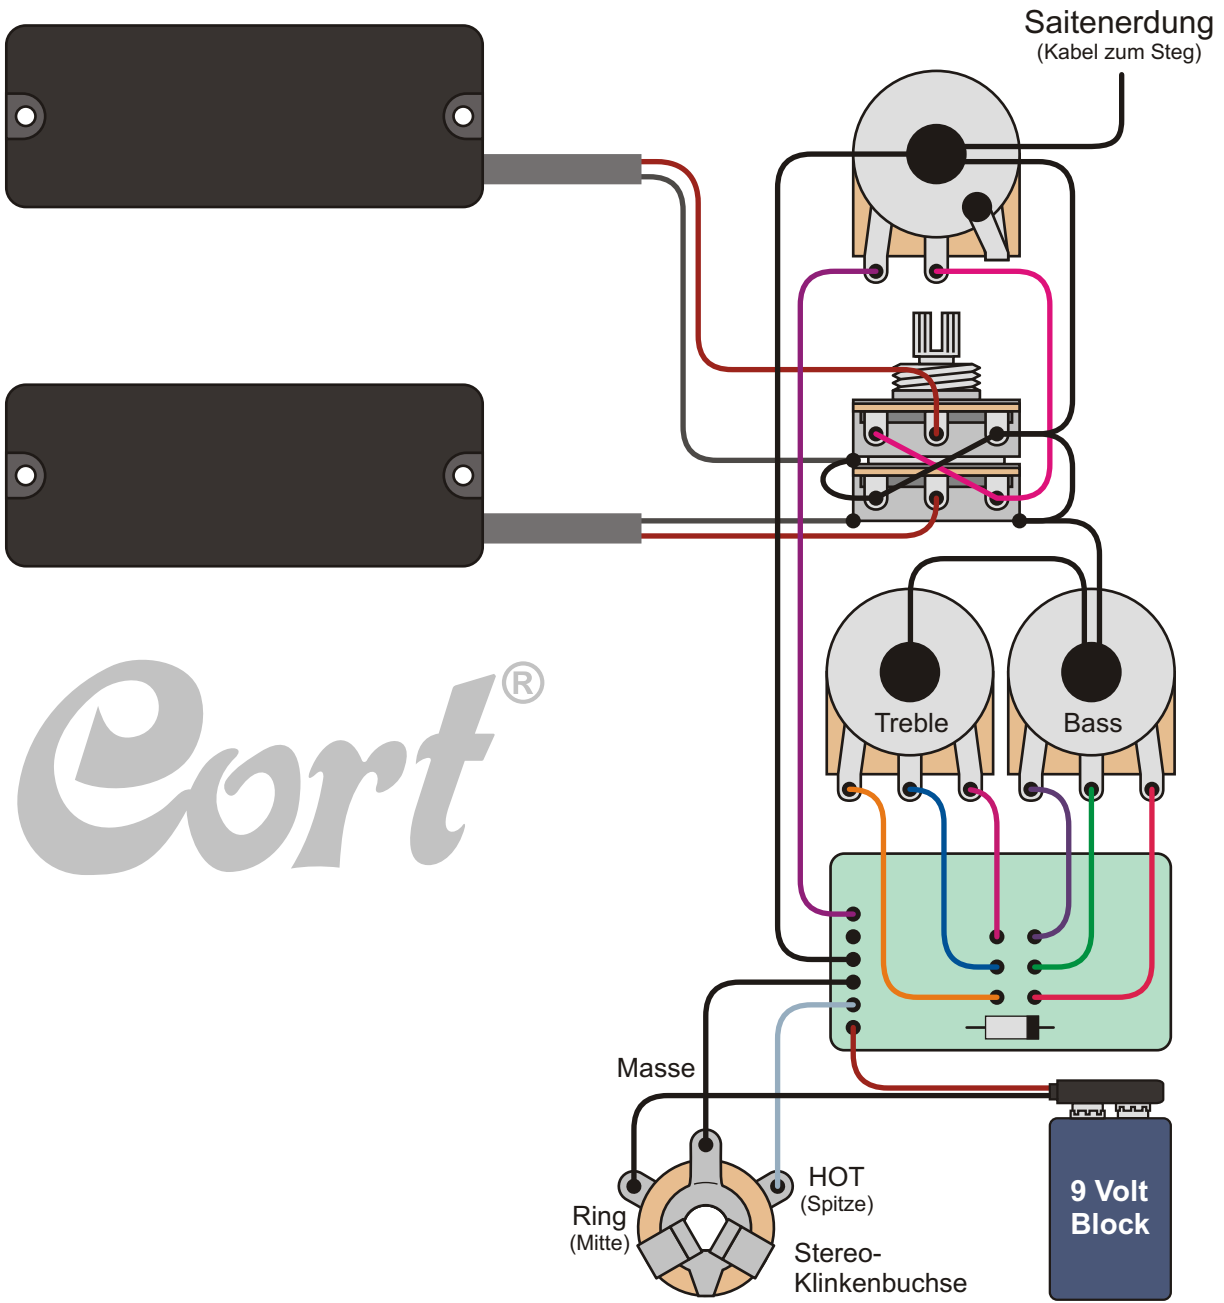 Saitenerdung
(Kabel zum Steg)
Cort®
Treble
Bass
Masse
HOT
(Spitze)
Ring
(Mitte)
Stereo-
Klinkenbuchse
9 Volt
Block